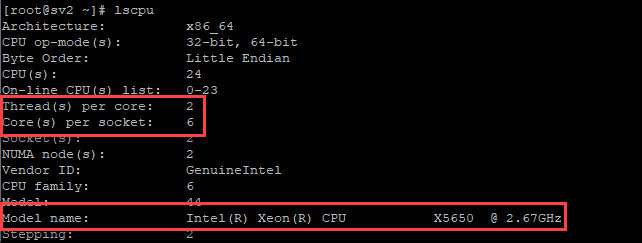 [root@sv2 ~]# lscpu
Architecture: x86_64
CPU op-mode(s): 32-bit, 64-bit
Byte Order: Little Endian
CPU(s): 24
On-line CPU(s) list: 0-23
Thread(s) per core: 2
Core(s) per socket: 6
Socket(s): 2
NUMA node(s): 2
Vendor ID: GenuineIntel
CPU family: 6
Model: 44
Model name: Intel(R) Xeon(R) CPU X5650 @ 2.67GHz
Stepping: 2